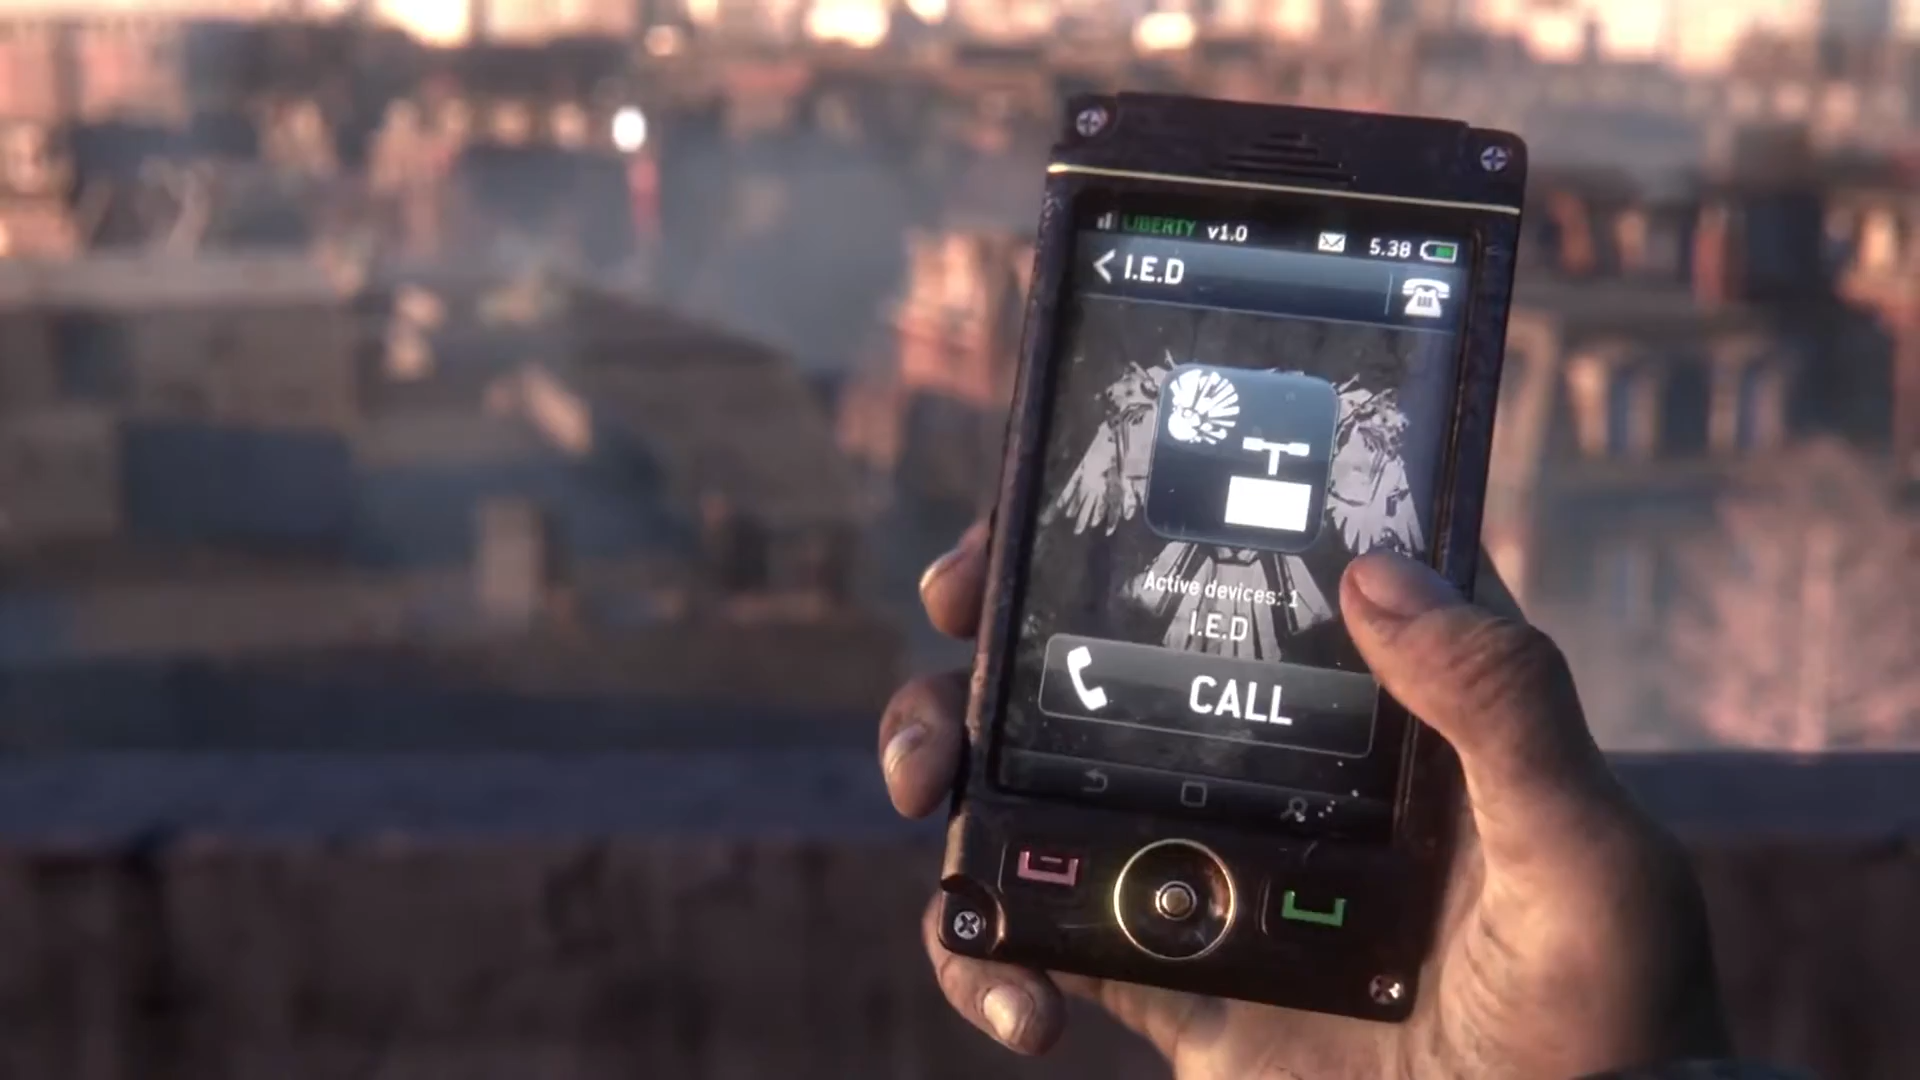 LIBERTY v1.0 5.38
I.E.D
Active devices: 1
I.E.D
CALL